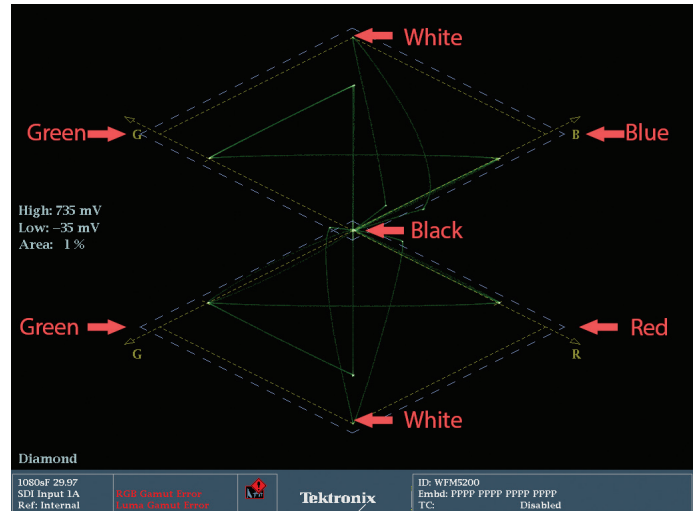 White
Green
G
B
Blue
High: 735 mV
Low: −35 mV
Area: 1 %
Black
Green
Red
G
R
White
Diamond
1080sF 29.97
SDI Input 1A
Ref: Internal
RGB Gamut Error
Luma Gamut Error
Tektronix
ID: WFM5200
Embd: PPPP PPPP PPPP PPPP
TC: Disabled